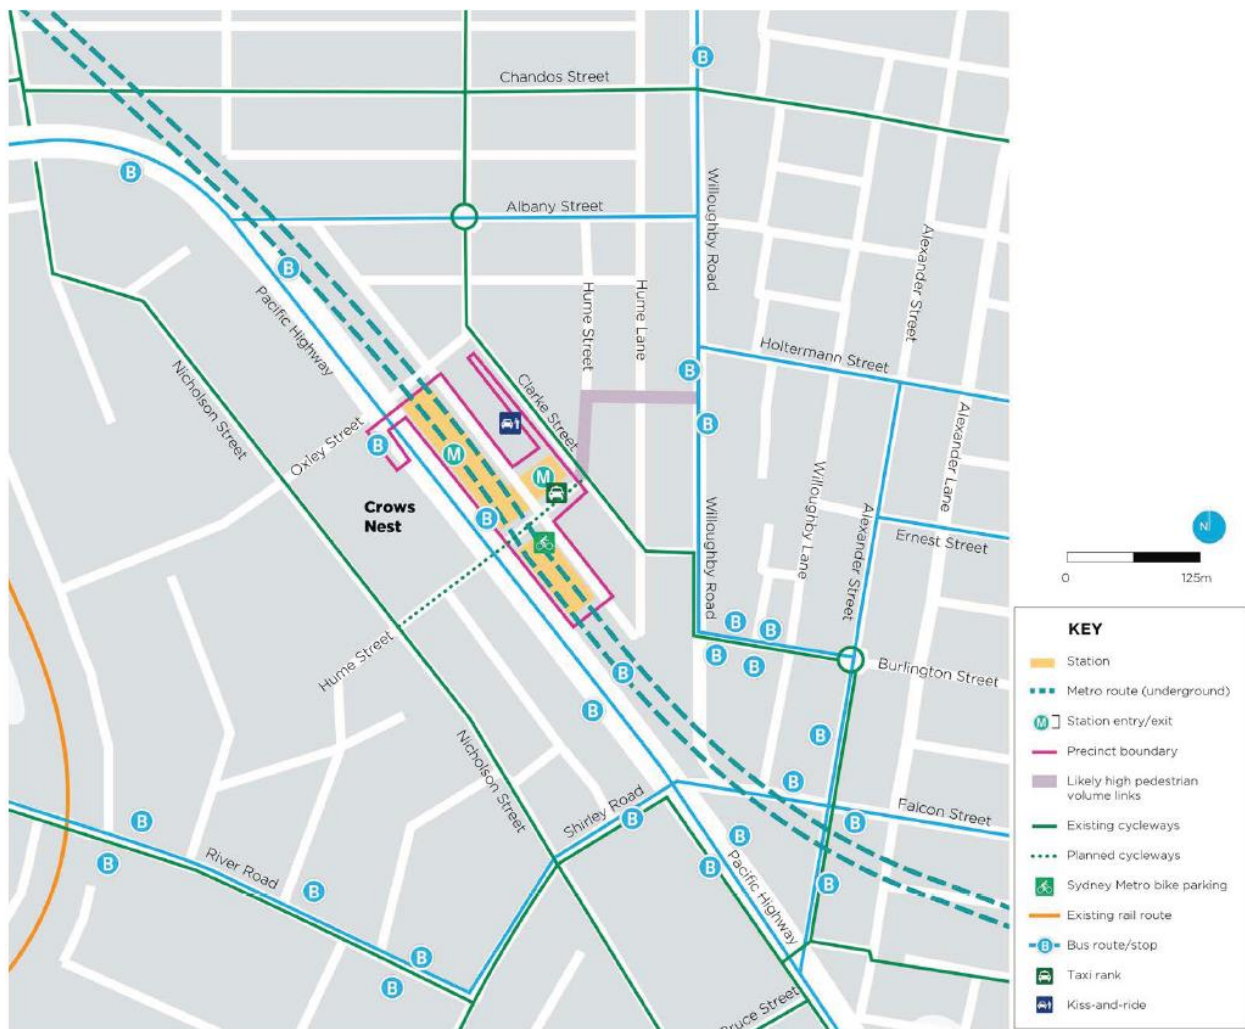 B
Chandos Street
B
Albany Street
Willoughby Road
Alexander Street
B
Pacific Highway
Hume Street
Hume Lane
Holtermann Street
B
Nicholson Street
Clarke Street
Oxley Street
B
M
B
Alexander Lane
Crows
Nest
M
B
Willoughby Road
Willoughby Lane
Alexander Street
Ernest Street
N
0
125m
Hume Street
B
B
B
B
Burlington Street
B
B
Nicholson Street
B
B
Shirley Road
B
B
B
Falcon Street
B
B
River Road
B
B
Pacific Highway
B
B
B
Bruce Street
KEY
Station
Metro route (underground)
M Station entry/exit
Precinct boundary
Likely high pedestrian
volume links
Existing cycleways
Planned cycleways
Sydney Metro bike parking
Existing rail route
B Bus route/stop
Taxi rank
Kiss-and-ride